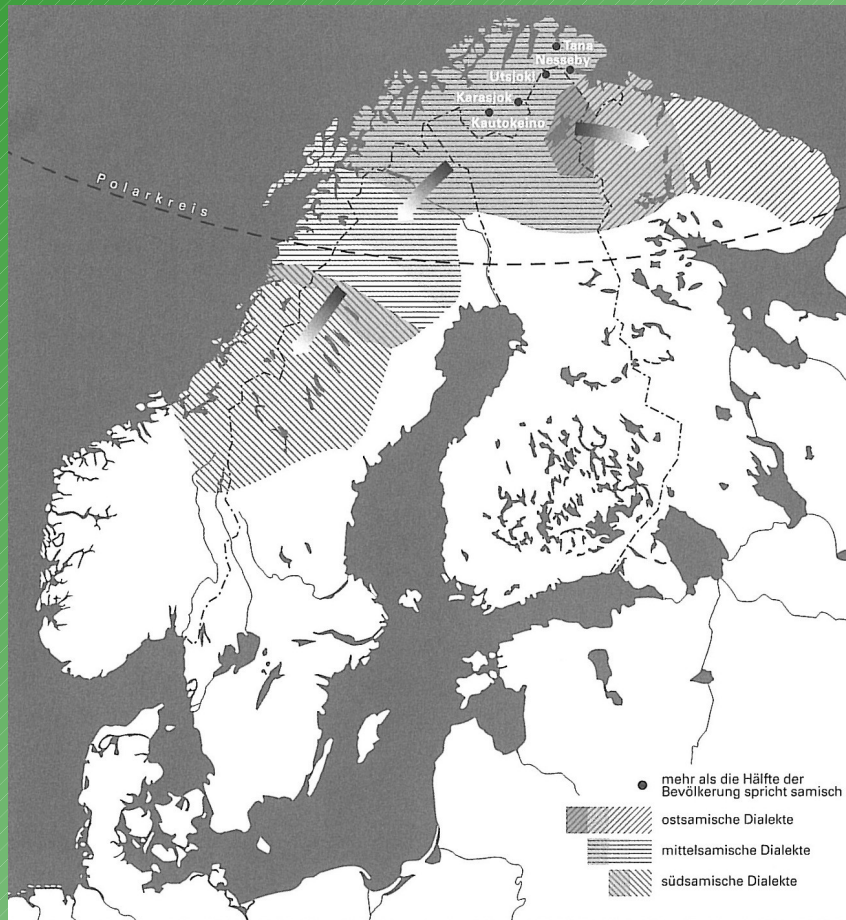 Tana
Nesseby
Utsjoki
Karasjok
Kautokeino
Polarkreis
mehr als die Hälfte der
Bevölkerung spricht samisch
ostsamische Dialekte
mittelsamische Dialekte
südsamische Dialekte